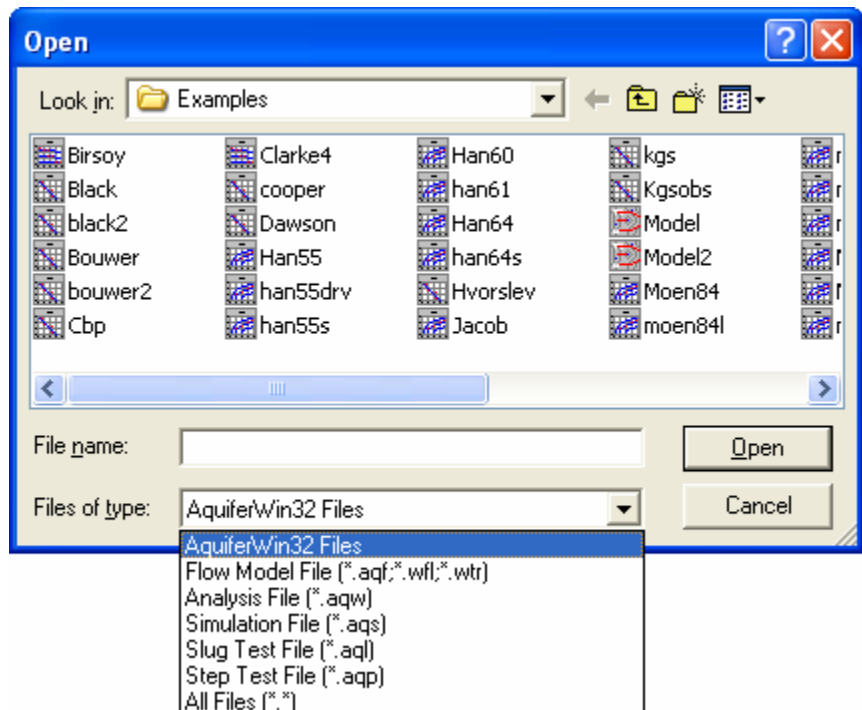 Open
Look in: Examples
Birsoy Clarke4 Han60 kgs
Black cooper han61 Kgsobs
black2 Dawson Han64 Model
Bouwer Han55 han64s Model2
bouwer2 han55drv Hvorslev Moen84
Cbp han55s Jacob moen84l
File name: Open
Files of type: AquiferWin32 Files Cancel
AquiferWin32 Files
Flow Model File (*.aqf;*.wfl;*.wtr)
Analysis File (*.aqw)
Simulation File (*.aqs)
Slug Test File (*.aql)
Step Test File (*.aqp)
All Files (*.*)